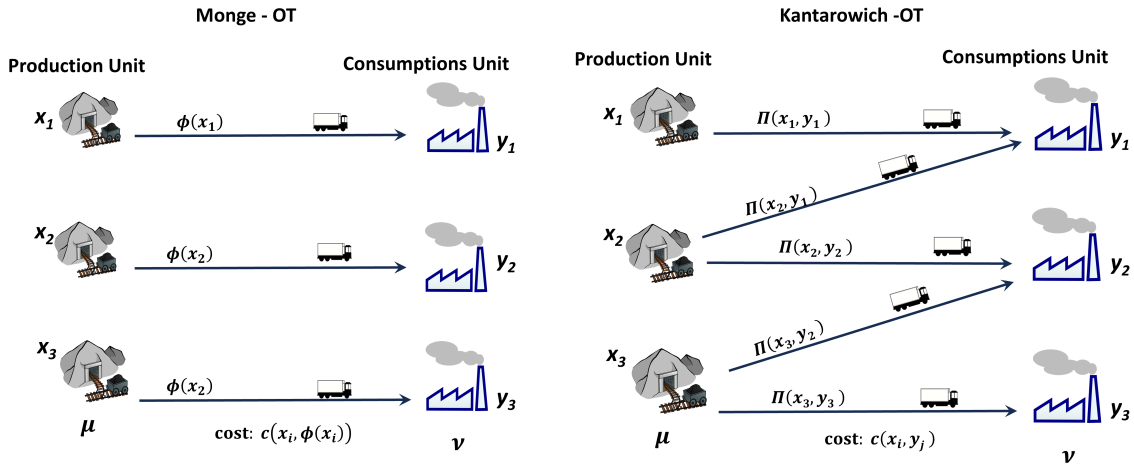 Monge - OT
Production Unit
Consumptions Unit
x₁
ϕ(x₁)
y₁
x₂
ϕ(x₂)
y₂
x₃
ϕ(x₂)
y₃
μ
cost: c(xᵢ, ϕ(xᵢ))
ν
Kantarowich -OT
Production Unit
Consumptions Unit
x₁
Π(x₁, y₁)
y₁
Π(x₂, y₁)
x₂
Π(x₂, y₂)
y₂
Π(x₃, y₂)
x₃
Π(x₃, y₃)
y₃
μ
cost: c(xᵢ, yⱼ)
ν